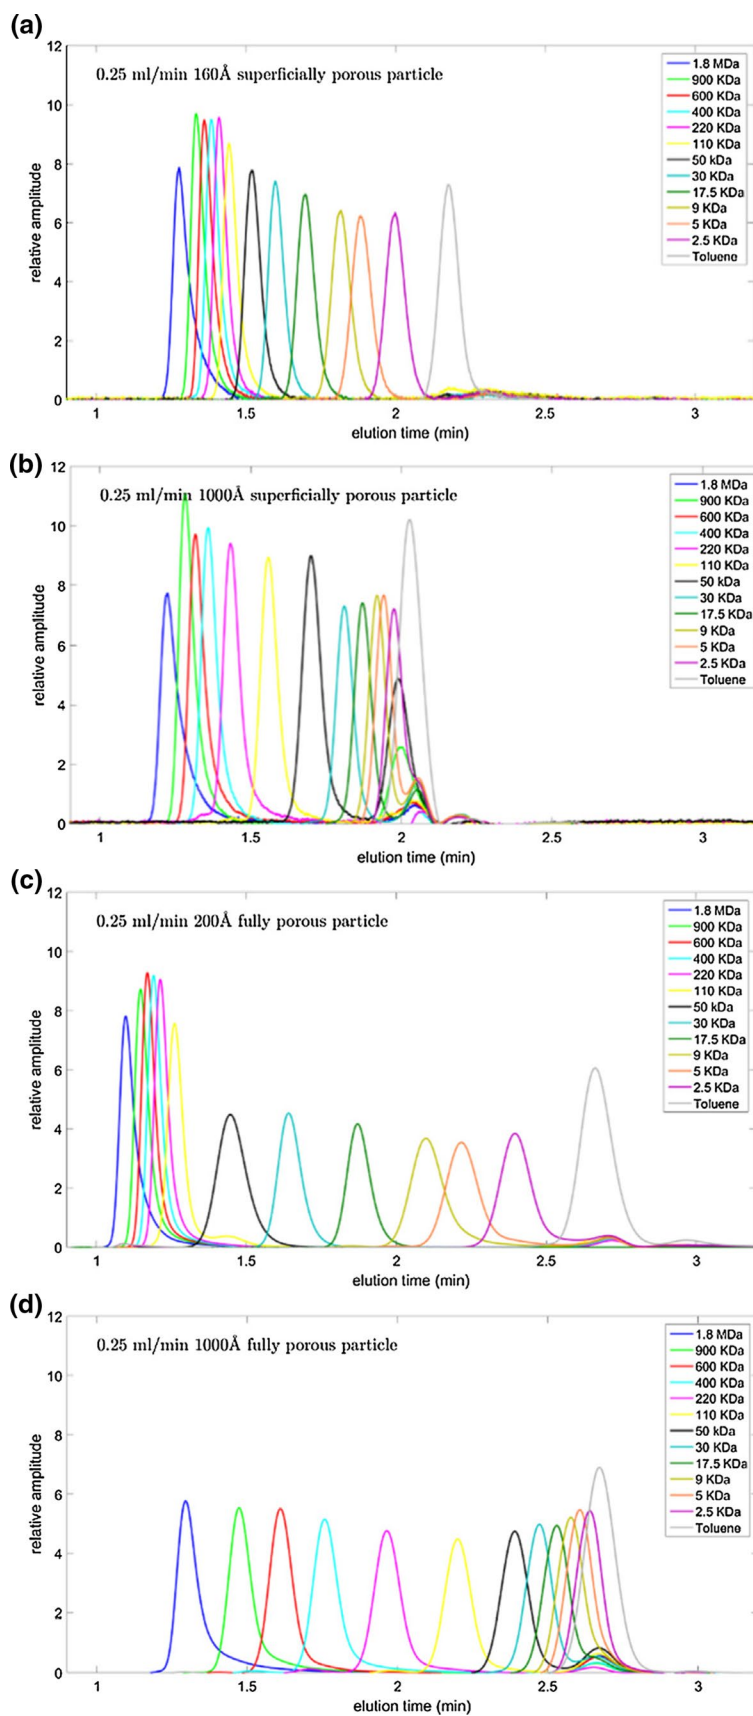 (a)
12
10
8
6
4
2
0
relative amplitude
0.25 ml/min 160Å superficially porous particle
1.8 MDa
900 KDa
600 KDa
400 KDa
220 KDa
110 KDa
50 kDa
30 KDa
17.5 KDa
9 KDa
5 KDa
2.5 KDa
Toluene
1 1.5 2 2.5 3
elution time (min)
(b)
12
10
8
6
4
2
0
relative amplitude
0.25 ml/min 1000Å superficially porous particle
1.8 MDa
900 KDa
600 KDa
400 KDa
220 KDa
110 KDa
50 kDa
30 KDa
17.5 KDa
9 KDa
5 KDa
2.5 KDa
Toluene
1 1.5 2 2.5 3
elution time (min)
(c)
12
10
8
6
4
2
0
relative amplitude
0.25 ml/min 200Å fully porous particle
1.8 MDa
900 KDa
600 KDa
400 KDa
220 KDa
110 KDa
50 kDa
30 KDa
17.5 KDa
9 KDa
5 KDa
2.5 KDa
Toluene
1 1.5 2 2.5 3
elution time (min)
(d)
12
10
8
6
4
2
0
relative amplitude
0.25 ml/min 1000Å fully porous particle
1.8 MDa
900 KDa
600 KDa
400 KDa
220 KDa
110 KDa
50 kDa
30 KDa
17.5 KDa
9 KDa
5 KDa
2.5 KDa
Toluene
1 1.5 2 2.5 3
elution time (min)